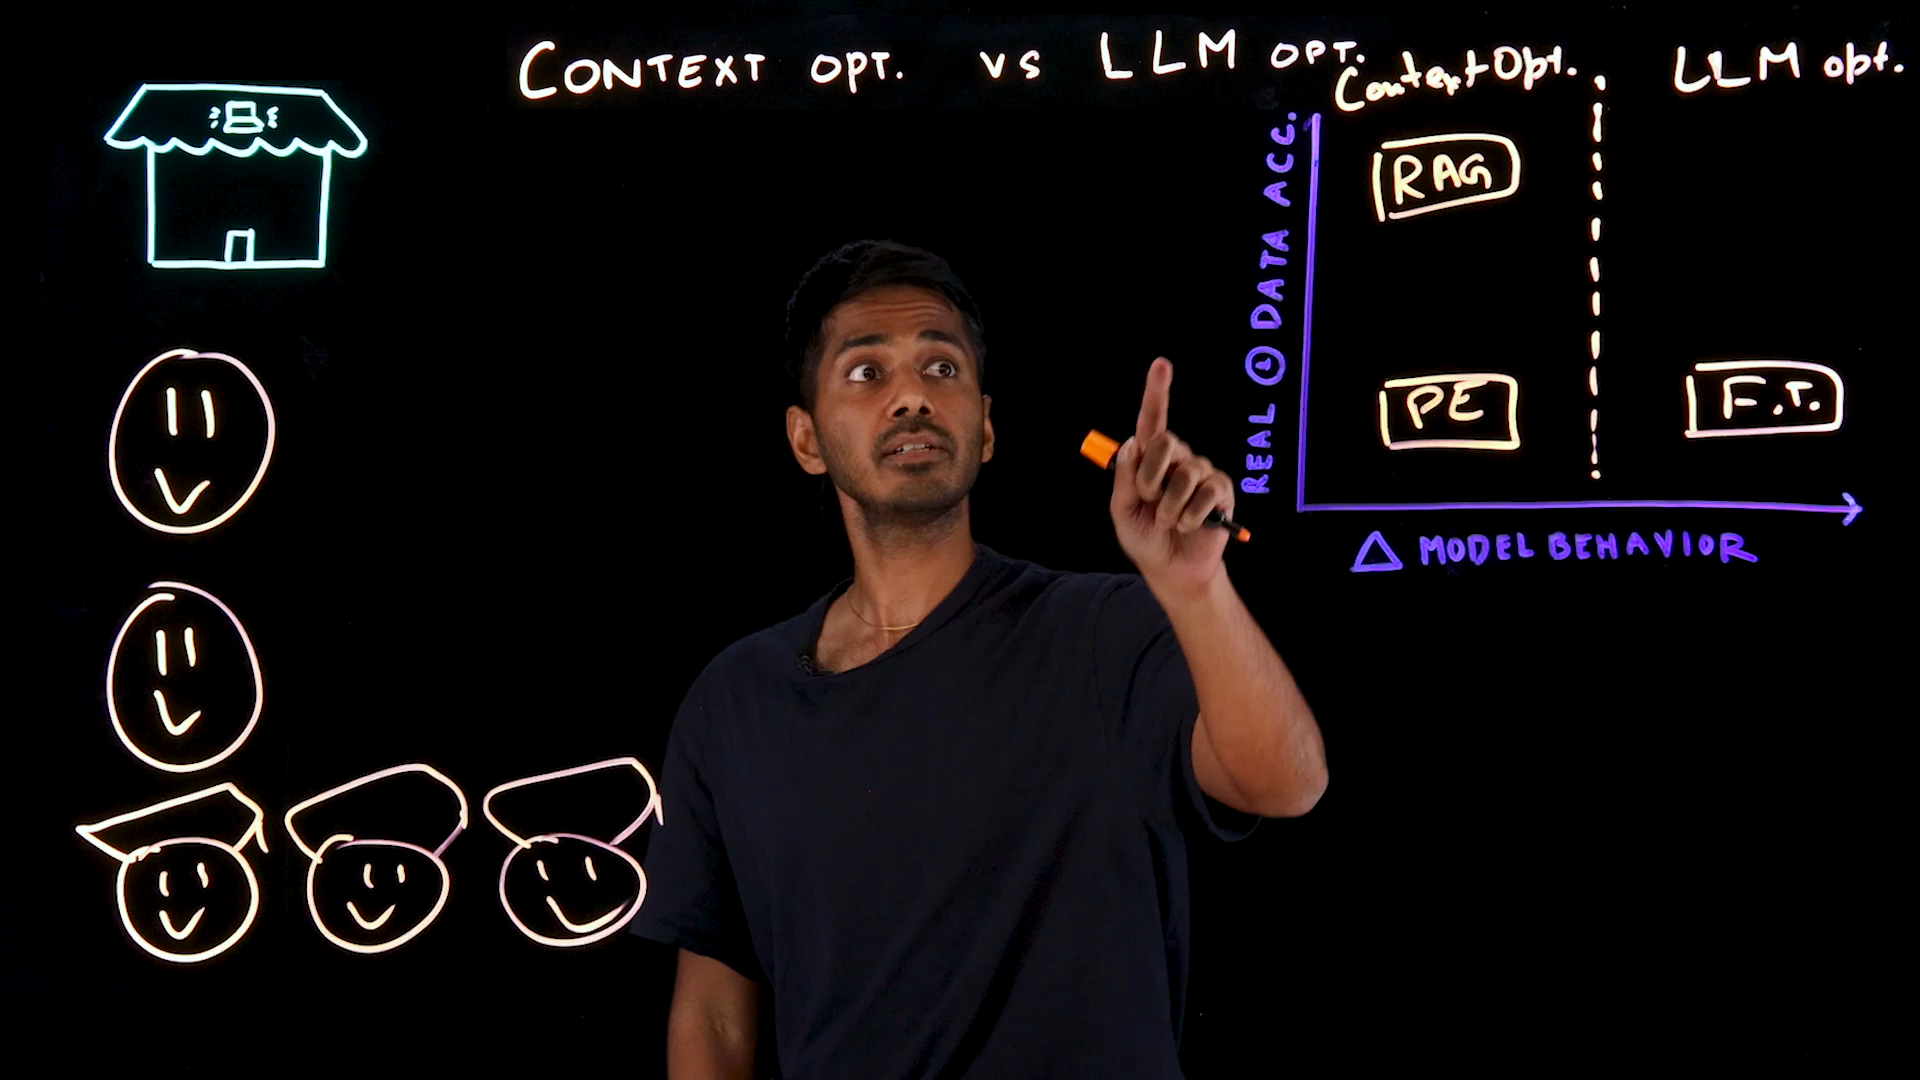 CONTEXT OPT. VS LLM OPT.
Context Opt.
LLM opt.
REAL DATA ACC.
RAG
PE
F.T.
△ MODEL BEHAVIOR